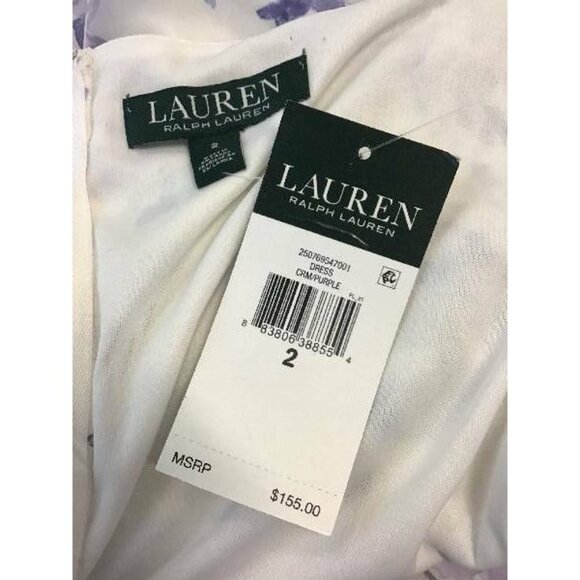 LAUREN
RALPH LAUREN
2
LAUREN
RALPH LAUREN
250769547001
DRESS
CRM/PURPLE
8 83806 38855 4
2
MSRP
$155.00